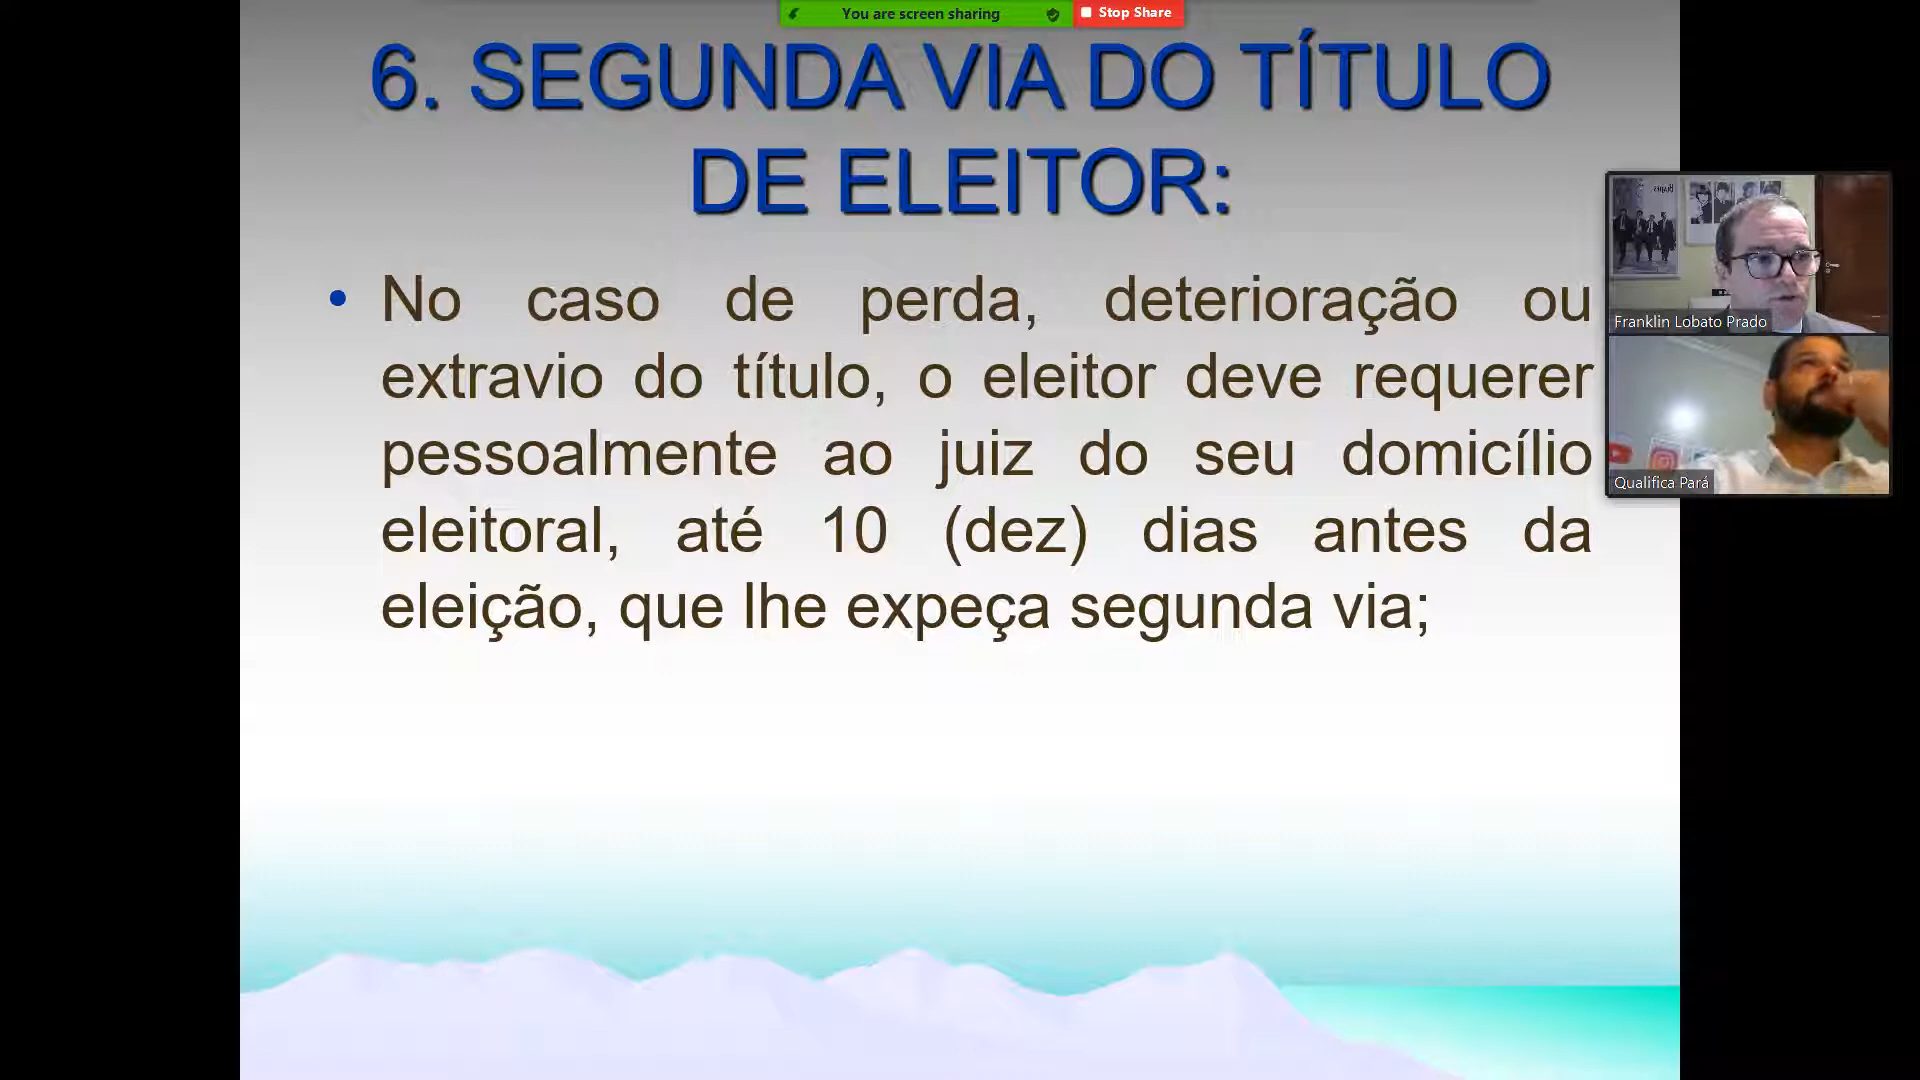 You are screen sharing
Stop Share
6. SEGUNDA VIA DO TÍTULO
DE ELEITOR:
• No caso de perda, deterioração ou
extravio do título, o eleitor deve requerer
pessoalmente ao juiz do seu domicílio
eleitoral, até 10 (dez) dias antes da
eleição, que lhe expeça segunda via;
Franklin Lobato Prado
Qualifica Pará